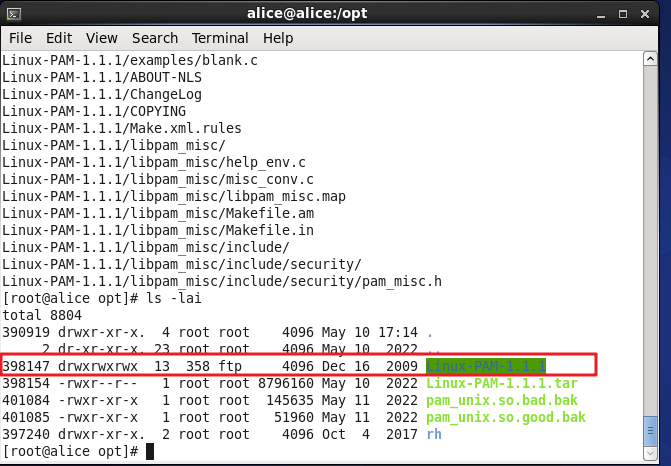 alice@alice:/opt
File Edit View Search Terminal Help
Linux-PAM-1.1.1/examples/blank.c
Linux-PAM-1.1.1/ABOUT-NLS
Linux-PAM-1.1.1/ChangeLog
Linux-PAM-1.1.1/COPYING
Linux-PAM-1.1.1/Make.xml.rules
Linux-PAM-1.1.1/libpam_misc/
Linux-PAM-1.1.1/libpam_misc/help_env.c
Linux-PAM-1.1.1/libpam_misc/misc_conv.c
Linux-PAM-1.1.1/libpam_misc/libpam_misc.map
Linux-PAM-1.1.1/libpam_misc/Makefile.am
Linux-PAM-1.1.1/libpam_misc/Makefile.in
Linux-PAM-1.1.1/libpam_misc/include/
Linux-PAM-1.1.1/libpam_misc/include/security/
Linux-PAM-1.1.1/libpam_misc/include/security/pam_misc.h
[root@alice opt]# ls -lai
total 8804
390919 drwxr-xr-x.  4 root root    4096 May 10 17:14 .
     2 dr-xr-xr-x. 23 root root    4096 May 10  2022 ..
398147 drwxrwxrwx  13  358 ftp     4096 Dec 16  2009 Linux-PAM-1.1.1
398154 -rwxr--r--   1 root root 8796160 May 10  2022 Linux-PAM-1.1.1.tar
401084 -rwxr-xr-x   1 root root  145635 May 11  2022 pam_unix.so.bad.bak
401085 -rwxr-xr-x   1 root root   51960 May 11  2022 pam_unix.so.good.bak
397240 drwxr-xr-x.  2 root root    4096 Oct  4  2017 rh
[root@alice opt]#